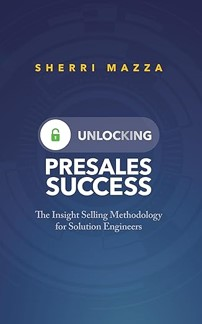 SHERRI MAZZA
UNLOCKING
PRESALES
SUCCESS
The Insight Selling Methodology
for Solution Engineers